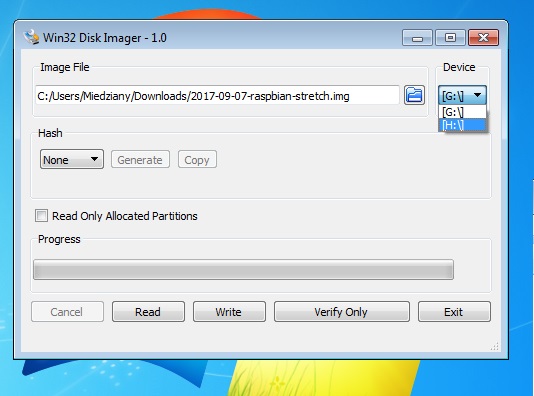 Win32 Disk Imager - 1.0
Image File
Device
C:/Users/Miedziany/Downloads/2017-09-07-raspbian-stretch.img
[G:\]
[G:\]
[H:\]
Hash
None
Generate
Copy
Read Only Allocated Partitions
Progress
Cancel
Read
Write
Verify Only
Exit